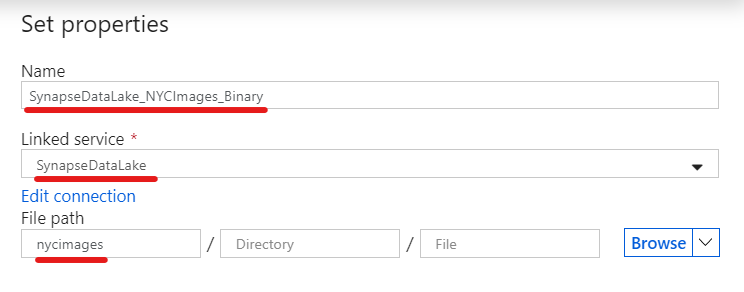 Set properties
Name
SynapseDataLake_NYCImages_Binary
Linked service *
SynapseDataLake
Edit connection
File path
nycimages / Directory / File Browse